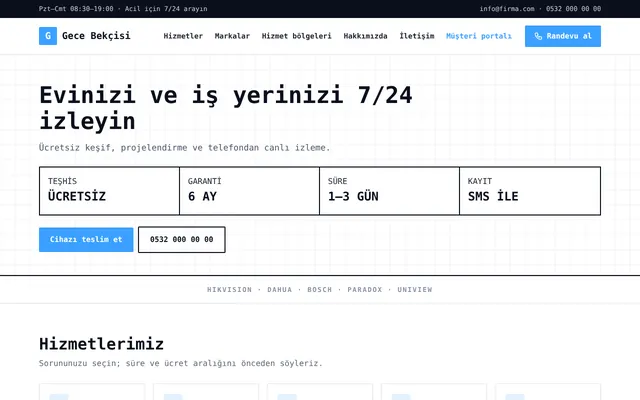 Pzt–Cmt 08:30–19:00 · Acil için 7/24 arayın
info@firma.com · 0532 000 00 00
G Gece Bekçisi
Hizmetler Markalar Hizmet bölgeleri Hakkımızda İletişim Müşteri portalı Randevu al
Evinizi ve iş yerinizi 7/24
izleyin
Ücretsiz keşif, projelendirme ve telefondan canlı izleme.
TEŞHİS GARANTİ SÜRE KAYIT
ÜCRETSİZ 6 AY 1–3 GÜN SMS İLE
Cihazı teslim et 0532 000 00 00
HIKVISION · DAHUA · BOSCH · PARADOX · UNIVIEW
Hizmetlerimiz
Sorununuzu seçin; süre ve ücret aralığını önceden söyleriz.